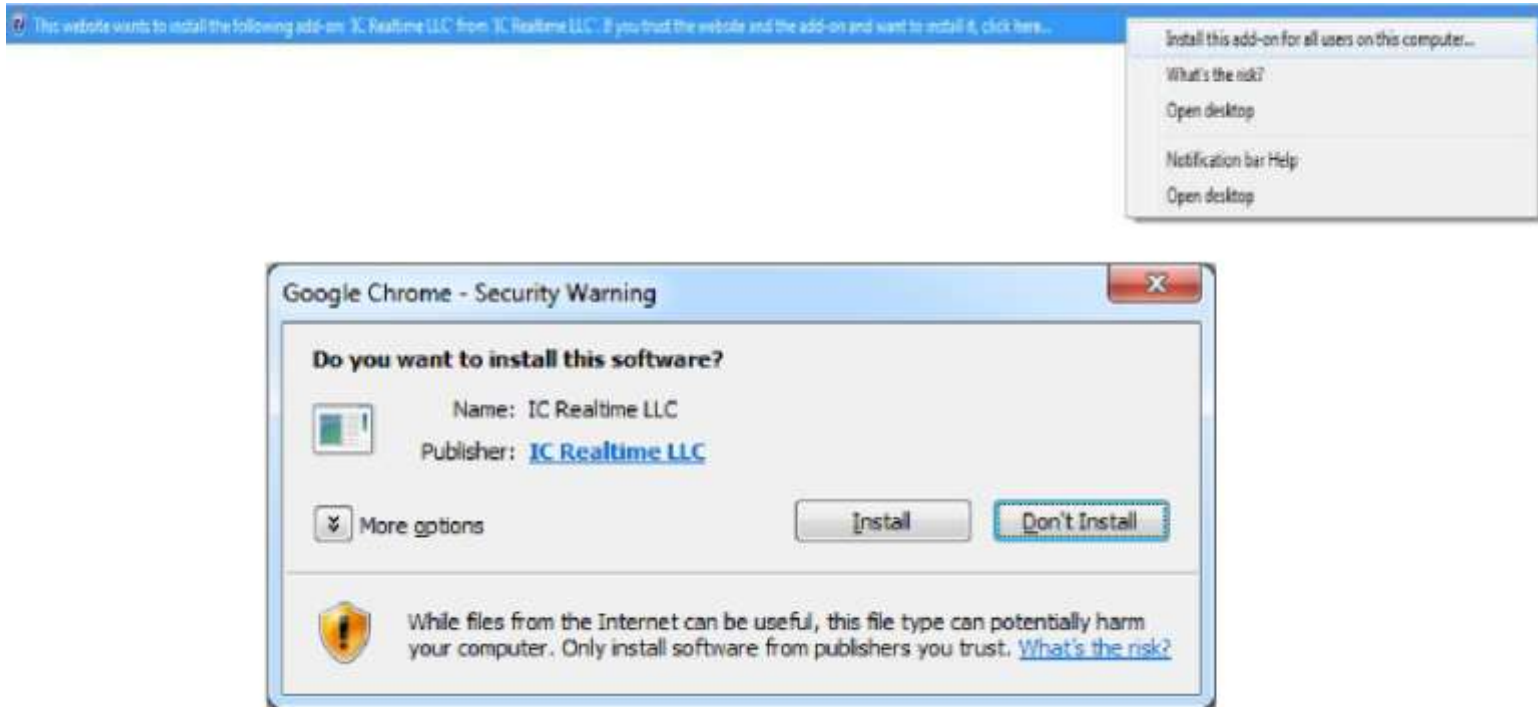 This website wants to install the following add-on: 'IC Realtime LLC' from 'IC Realtime LLC'. If you trust the website and the add-on and want to install it, click here...
Install this add-on for all users on this computer...
What's the risk?
Open desktop
Notification bar Help
Open desktop
Google Chrome - Security Warning
Do you want to install this software?
Name: IC Realtime LLC
Publisher: IC Realtime LLC
More options
Install
Don't Install
While files from the Internet can be useful, this file type can potentially harm
your computer. Only install software from publishers you trust. What's the risk?